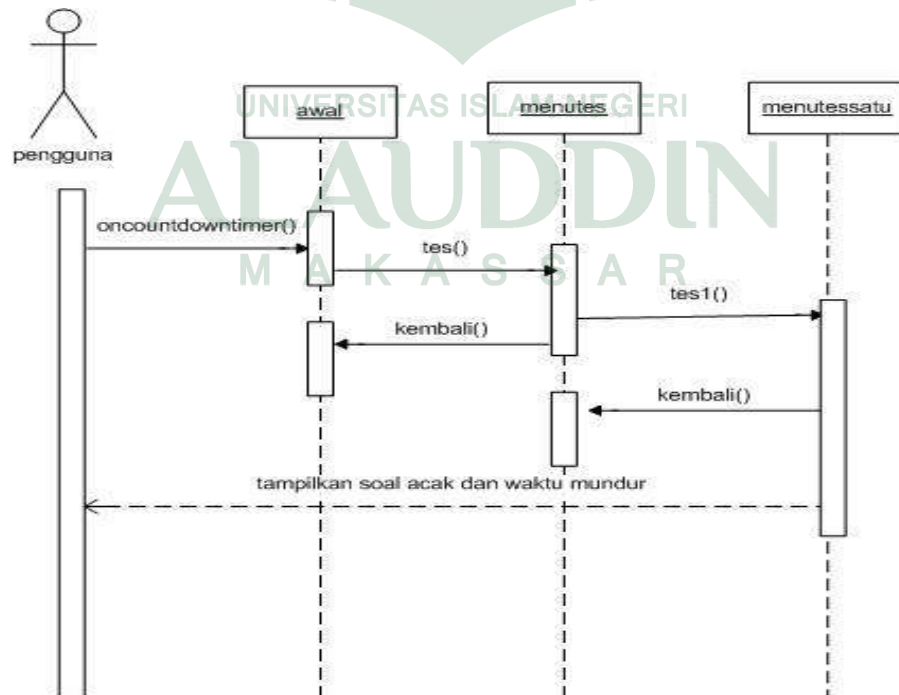 pengguna
awal
menutes
menutessatu
UNIVERSITAS ISLAM NEGERI
ALAUDDIN
MAKASSAR
oncountdowntimer()
tes()
tes1()
kembali()
kembali()
tampilkan soal acak dan waktu mundur